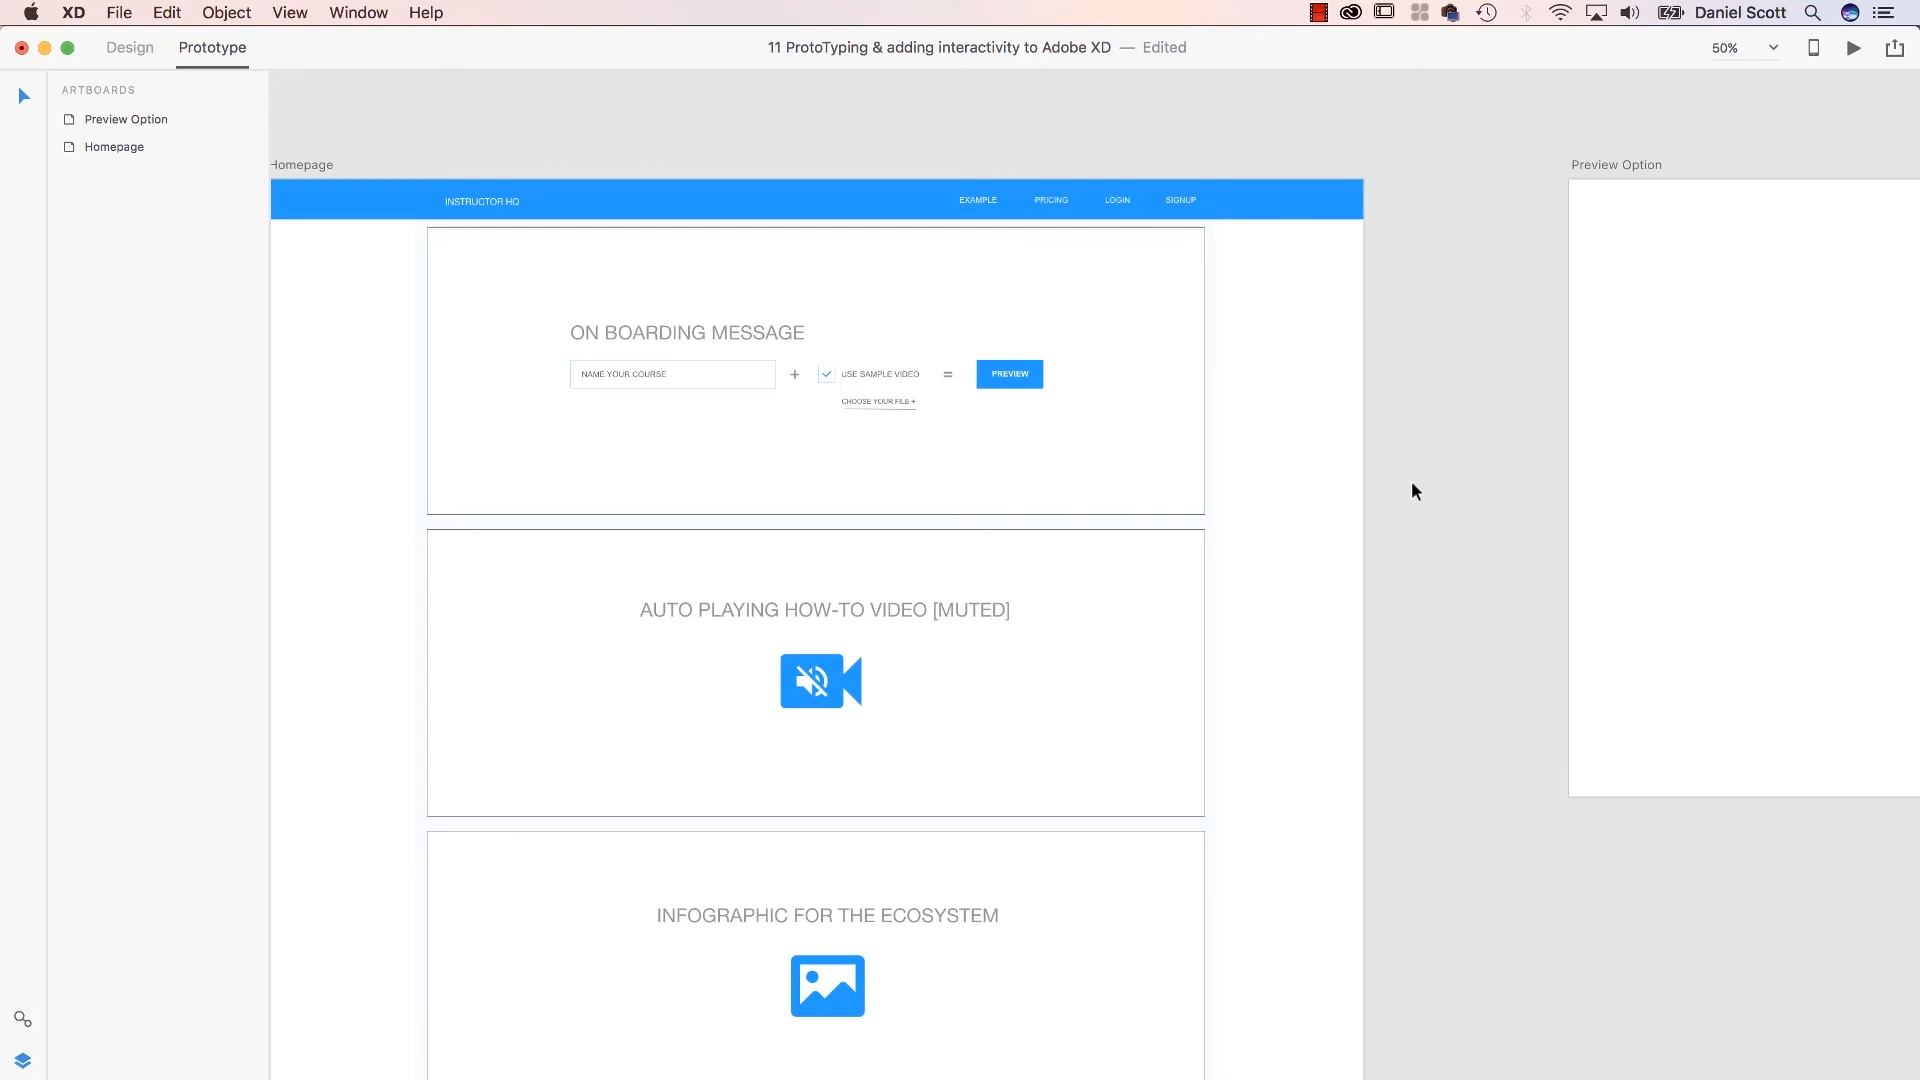 XD File Edit Object View Window Help Daniel Scott
Design Prototype 11 ProtoTyping & adding interactivity to Adobe XD — Edited 50%
ARTBOARDS
Preview Option
Homepage
Homepage
Preview Option
INSTRUCTOR HQ EXAMPLE PRICING LOGIN SIGNUP
ON BOARDING MESSAGE
NAME YOUR COURSE + USE SAMPLE VIDEO = PREVIEW
CHOOSE YOUR FILE +
AUTO PLAYING HOW-TO VIDEO [MUTED]
INFOGRAPHIC FOR THE ECOSYSTEM